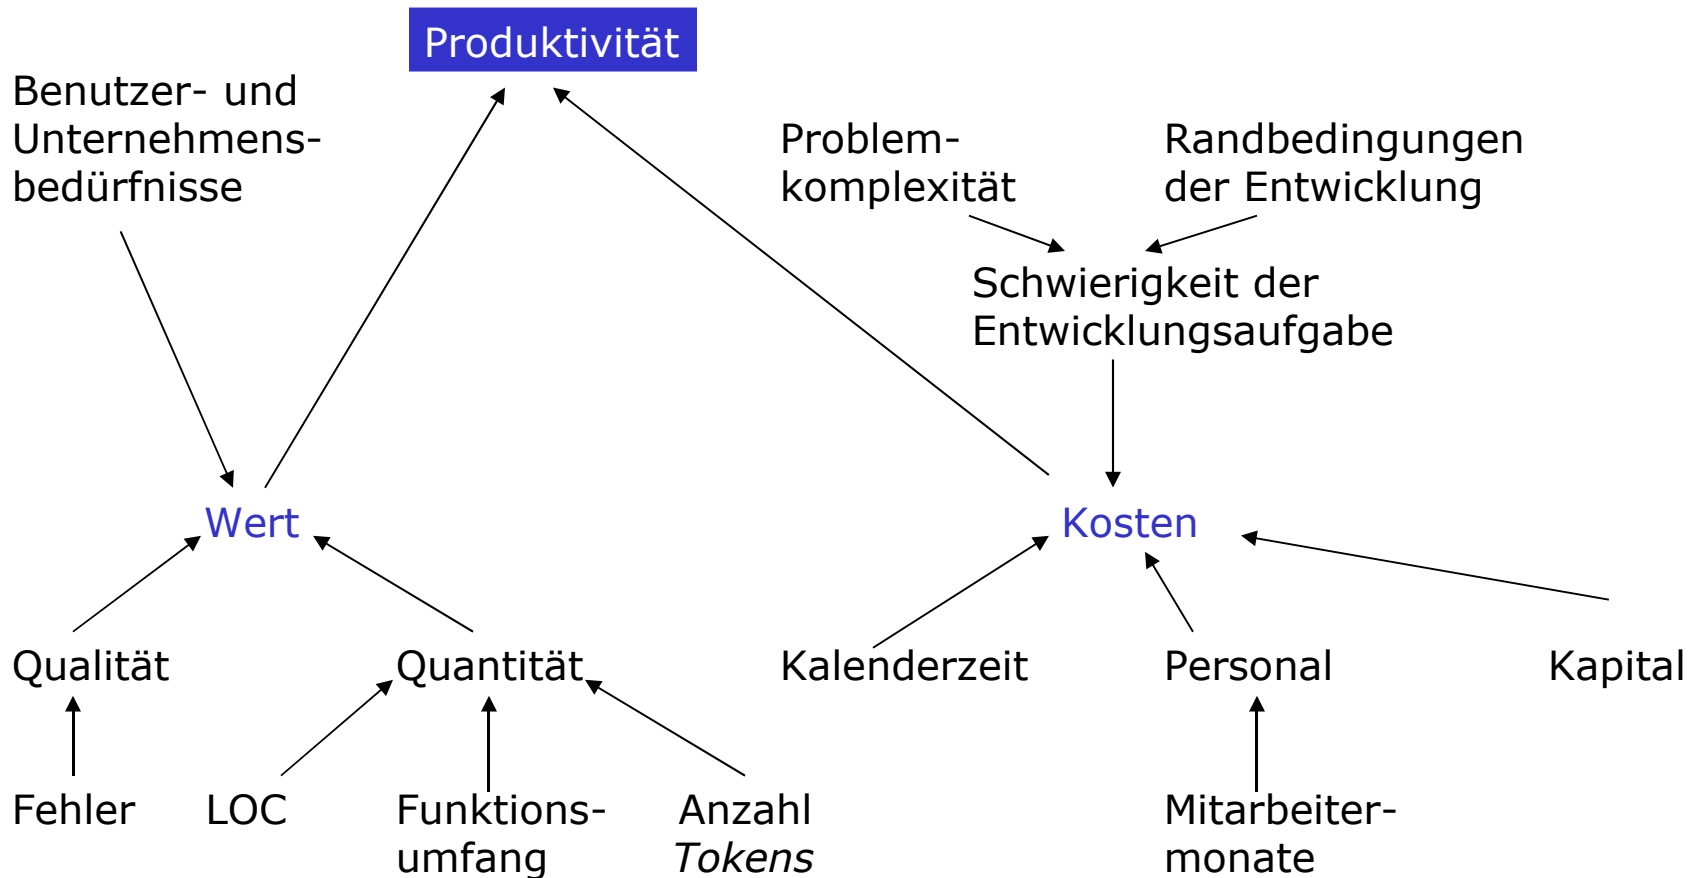 Produktivität
Benutzer- und
Unternehmens-
bedürfnisse
Problem-
komplexität
Randbedingungen
der Entwicklung
Schwierigkeit der
Entwicklungsaufgabe
Wert
Kosten
Qualität
Quantität
Kalenderzeit
Personal
Kapital
Fehler
LOC
Funktions-
umfang
Anzahl
Tokens
Mitarbeiter-
monate